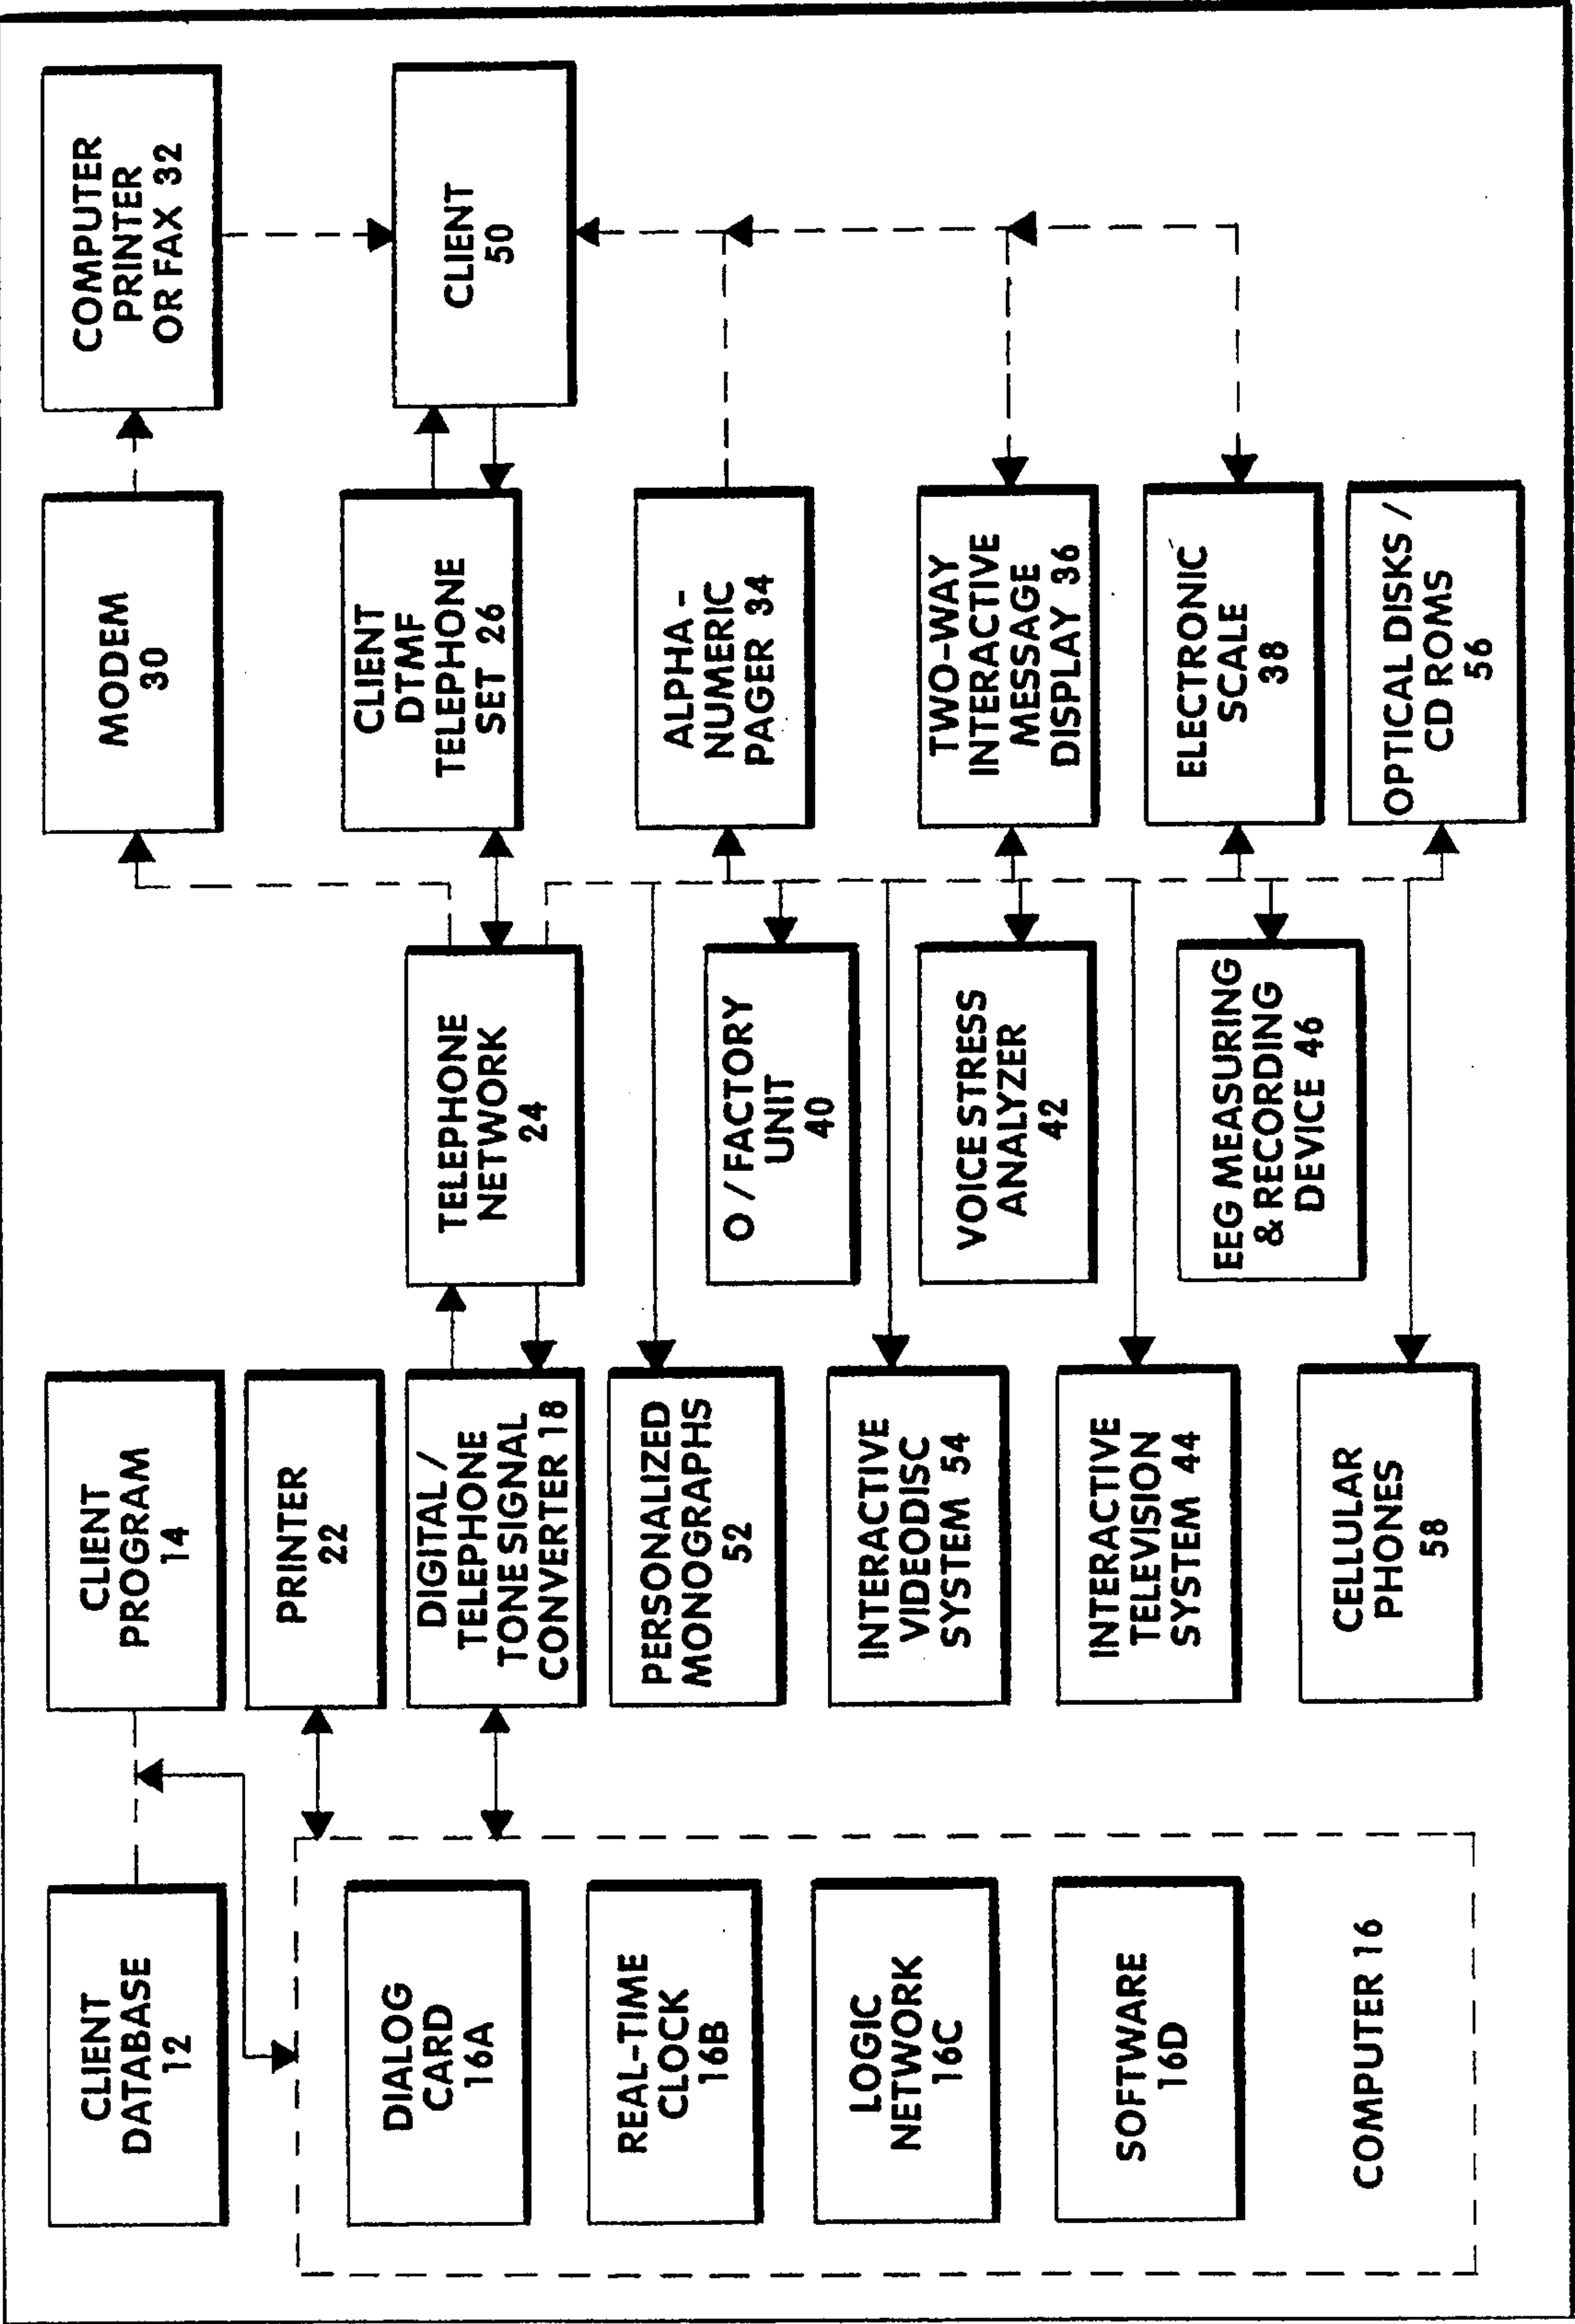 CLIENT
DATABASE
12
CLIENT
PROGRAM
14
MODEM
30
COMPUTER
PRINTER
OR FAX 32
PRINTER
22
DIALOG
CARD
16A
DIGITAL /
TELEPHONE
TONE SIGNAL
CONVERTER 18
TELEPHONE
NETWORK
24
CLIENT
DTMF
TELEPHONE
SET 26
CLIENT
50
REAL-TIME
CLOCK
16B
PERSONALIZED
MONOGRAPHS
52
O / FACTORY
UNIT
40
ALPHA -
NUMERIC
PAGER 34
LOGIC
NETWORK
16C
INTERACTIVE
VIDEODISC
SYSTEM 54
VOICE STRESS
ANALYZER
42
TWO-WAY
INTERACTIVE
MESSAGE
DISPLAY 36
SOFTWARE
16D
INTERACTIVE
TELEVISION
SYSTEM 44
EEG MEASURING
& RECORDING
DEVICE 46
ELECTRONIC
SCALE
38
COMPUTER 16
CELLULAR
PHONES
58
OPTICAL DISKS /
CD ROMS
56